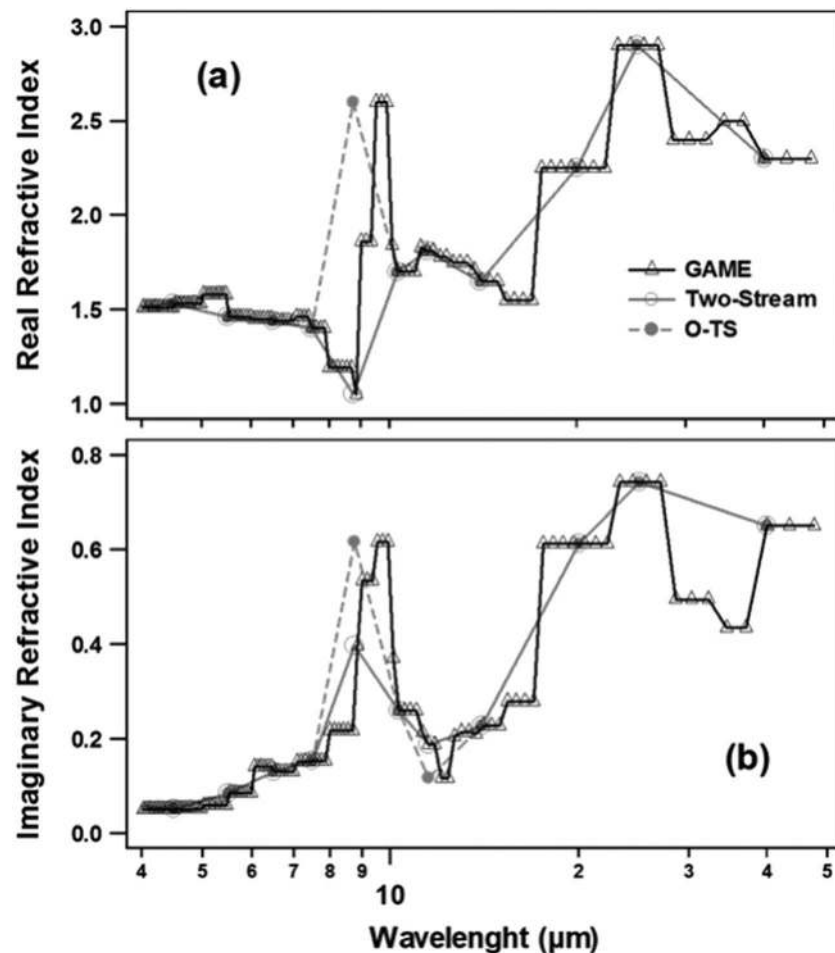 3.0
(a)
2.5
Real Refractive Index
2.0
GAME
Two-Stream
O-TS
1.5
1.0
0.8
Imaginary Refractive Index
0.6
0.4
0.2
(b)
0.0
4 5 6 7 8 9 2 3 4 5
10
Wavelenght (µm)